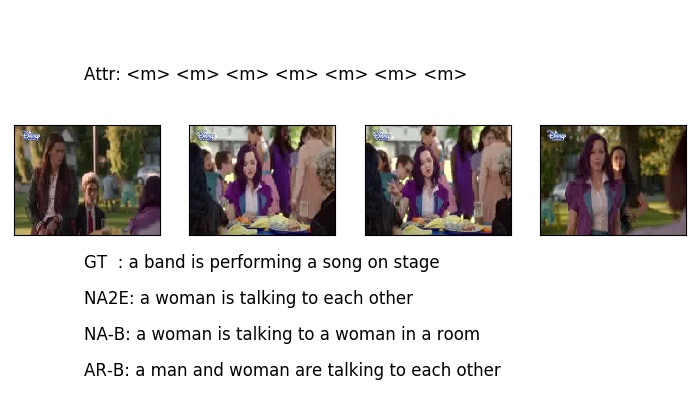 Attr: <m> <m> <m> <m> <m> <m> <m>
Disney Disney Disney Disney
GT : a band is performing a song on stage
NA2E: a woman is talking to each other
NA-B: a woman is talking to a woman in a room
AR-B: a man and woman are talking to each other